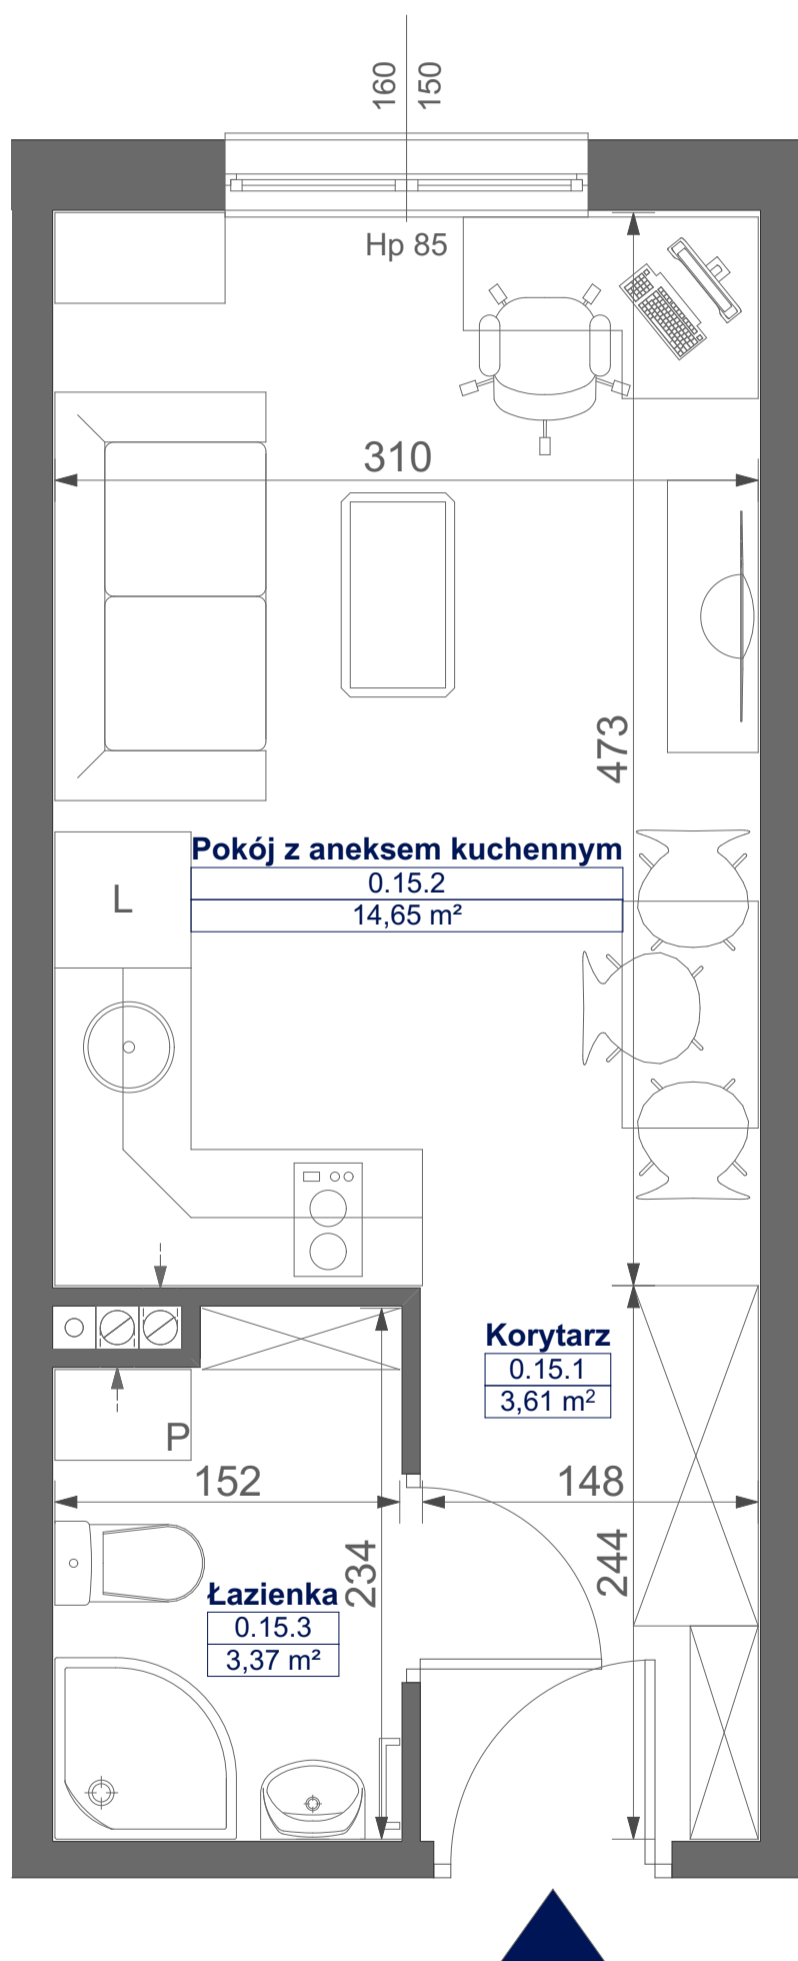 160
150
Hp 85
310
473
Pokój z aneksem kuchennym
0.15.2
14,65 m²
L
Korytarz
0.15.1
3,61 m²
P
152
148
234
244
Łazienka
0.15.3
3,37 m²